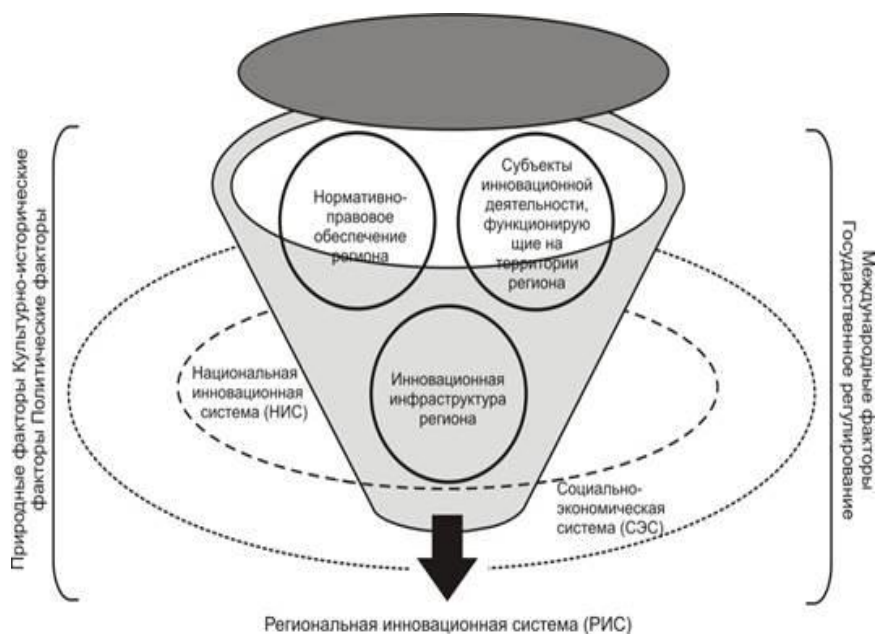 Природные факторы Культурно-исторические
факторы Политические факторы
Нормативно-
правовое
обеспечение
региона
Субъекты
инновационной
деятельности,
функционирую
щие на
территории
региона
Национальная
инновационная
система (НИС)
Инновационная
инфраструктура
региона
Социально-
экономическая
система (СЭС)
Международные факторы
Государственное регулирование
Региональная инновационная система (РИС)